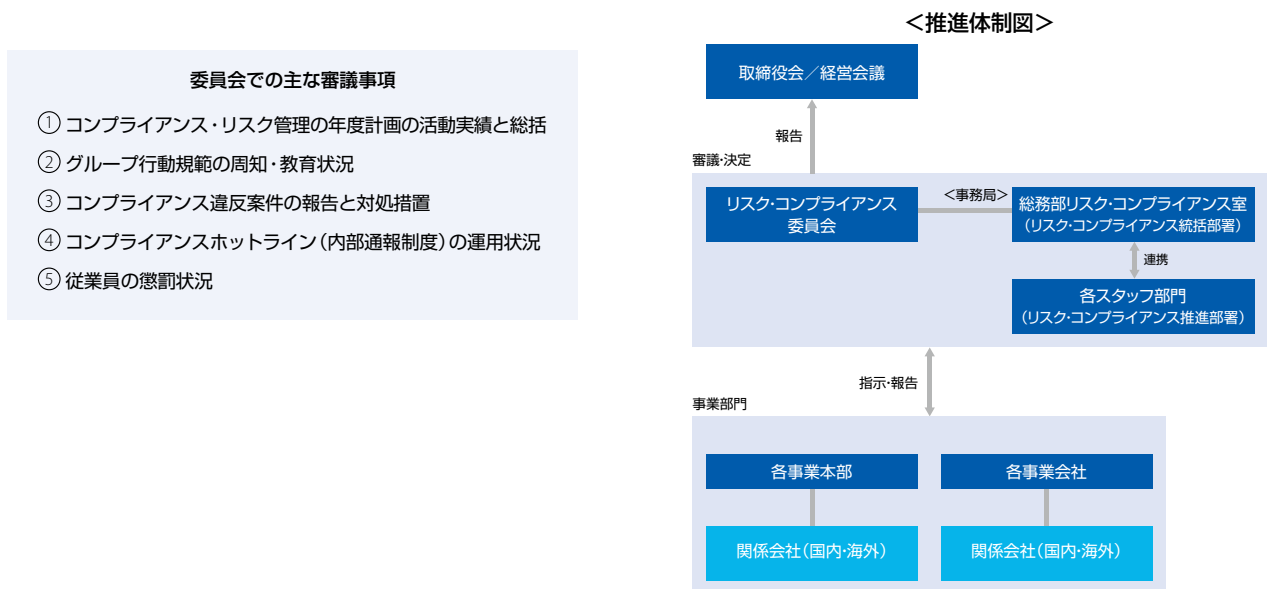 委員会での主な審議事項
① コンプライアンス・リスク管理の年度計画の活動実績と総括
② グループ行動規範の周知・教育状況
③ コンプライアンス違反案件の報告と対処措置
④ コンプライアンスホットライン(内部通報制度)の運用状況
⑤ 従業員の懲罰状況
＜推進体制図＞
取締役会／経営会議
報告
審議・決定
リスク・コンプライアンス
委員会
＜事務局＞
総務部リスク・コンプライアンス室
(リスク・コンプライアンス統括部署)
連携
各スタッフ部門
(リスク・コンプライアンス推進部署)
指示・報告
事業部門
各事業本部
各事業会社
関係会社(国内・海外)
関係会社(国内・海外)